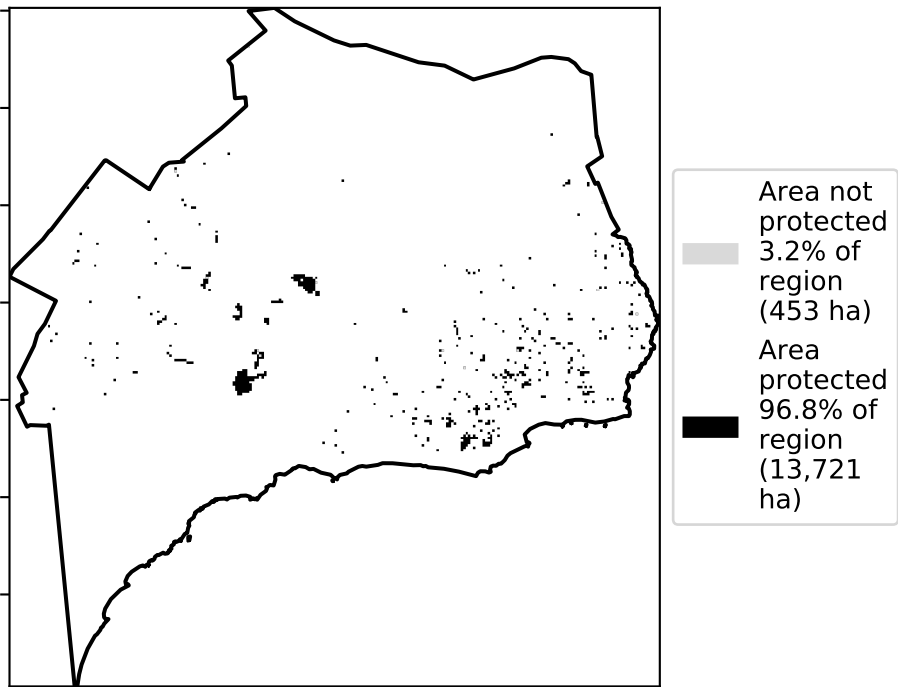 Area not
protected
3.2% of
region
(453 ha)
Area
protected
96.8% of
region
(13,721
ha)